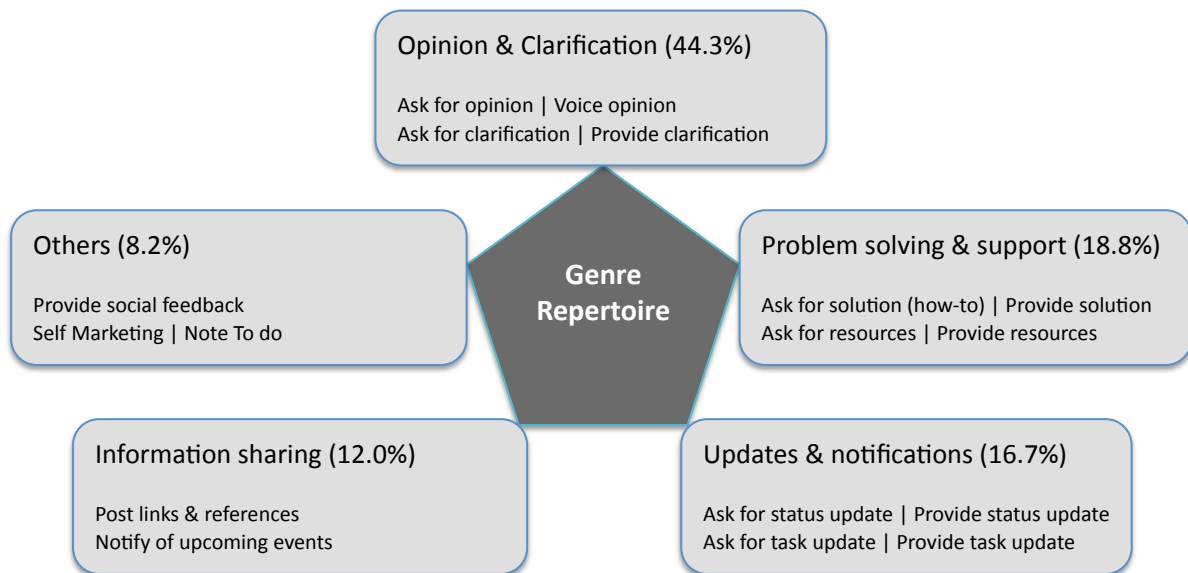 Opinion & Clarification (44.3%)
Ask for opinion | Voice opinion
Ask for clarification | Provide clarification
Others (8.2%)
Provide social feedback
Self Marketing | Note To do
Genre
Repertoire
Problem solving & support (18.8%)
Ask for solution (how-to) | Provide solution
Ask for resources | Provide resources
Information sharing (12.0%)
Post links & references
Notify of upcoming events
Updates & notifications (16.7%)
Ask for status update | Provide status update
Ask for task update | Provide task update